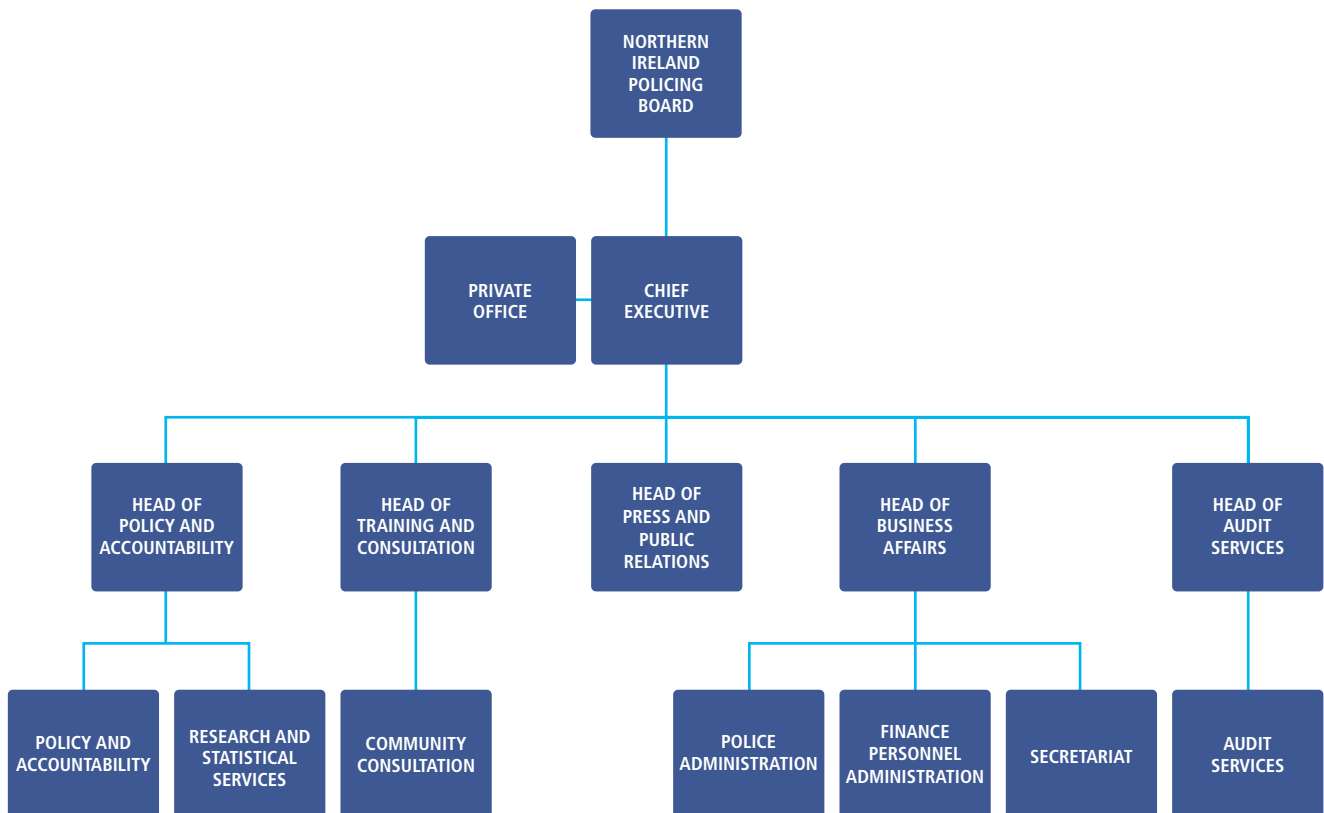 NORTHERN
IRELAND
POLICING
BOARD
PRIVATE
OFFICE
CHIEF
EXECUTIVE
HEAD OF
POLICY AND
ACCOUNTABILITY
HEAD OF
TRAINING AND
CONSULTATION
HEAD OF
PRESS AND
PUBLIC
RELATIONS
HEAD OF
BUSINESS
AFFAIRS
HEAD OF
AUDIT
SERVICES
POLICY AND
ACCOUNTABILITY
RESEARCH AND
STATISTICAL
SERVICES
COMMUNITY
CONSULTATION
POLICE
ADMINISTRATION
FINANCE
PERSONNEL
ADMINISTRATION
SECRETARIAT
AUDIT
SERVICES